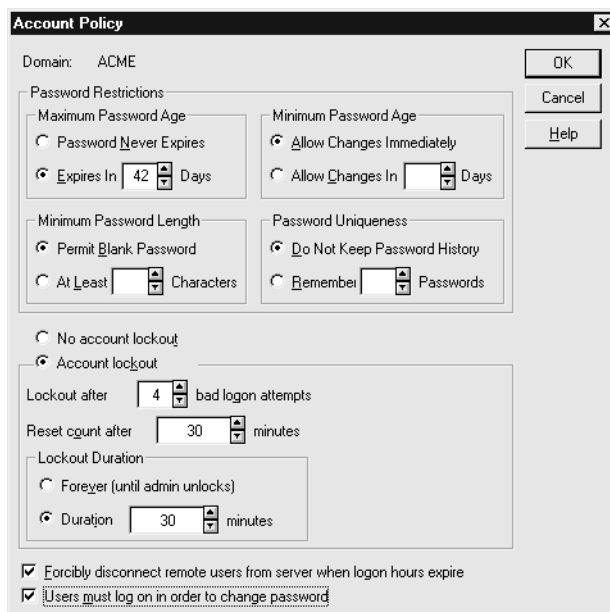 Account Policy
Domain: ACME
OK
Cancel
Help
Password Restrictions
Maximum Password Age
Password Never Expires
Expires In 42 Days
Minimum Password Age
Allow Changes Immediately
Allow Changes In Days
Minimum Password Length
Permit Blank Password
At Least Characters
Password Uniqueness
Do Not Keep Password History
Remember Passwords
No account lockout
Account lockout
Lockout after 4 bad logon attempts
Reset count after 30 minutes
Lockout Duration
Forever (until admin unlocks)
Duration 30 minutes
Forcibly disconnect remote users from server when logon hours expire
Users must log on in order to change password